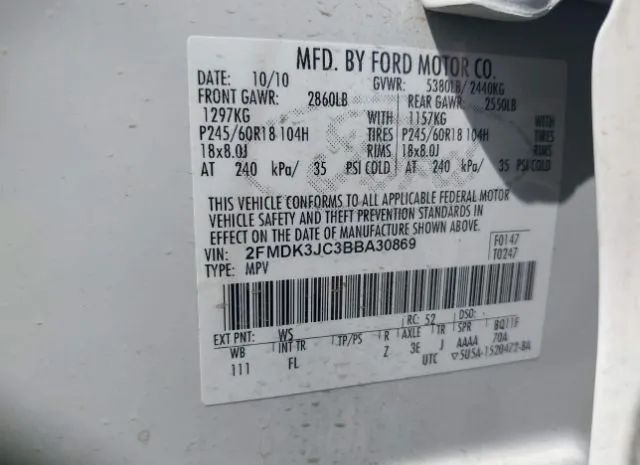 MFD. BY FORD MOTOR CO.
DATE: 10/10 GVWR: 5380LB/ 2440KG
FRONT GAWR: 2860LB REAR GAWR: 2550LB
1297KG WITH 1157KG WITH
P245/60R18 104H TIRES P245/60R18 104H TIRES
18x8.0J RIMS 18x8.0J RIMS
AT 240 kPa/ 35 PSI COLD AT 240 kPa/ 35 PSI COLD
THIS VEHICLE CONFORMS TO ALL APPLICABLE FEDERAL MOTOR
VEHICLE SAFETY AND THEFT PREVENTION STANDARDS IN
EFFECT ON THE DATE OF MANUFACTURE SHOWN ABOVE.
VIN: 2FMDK3JC3BBA30869 F0147
TYPE: MPV T0247
EXT PNT: WS RC: 52 DSO:
WB INT TR TP/PS R AXLE TR SPR BQ116
111 FL Z 3E J AAAA 70A
UTC 5U5A-1520472-BA